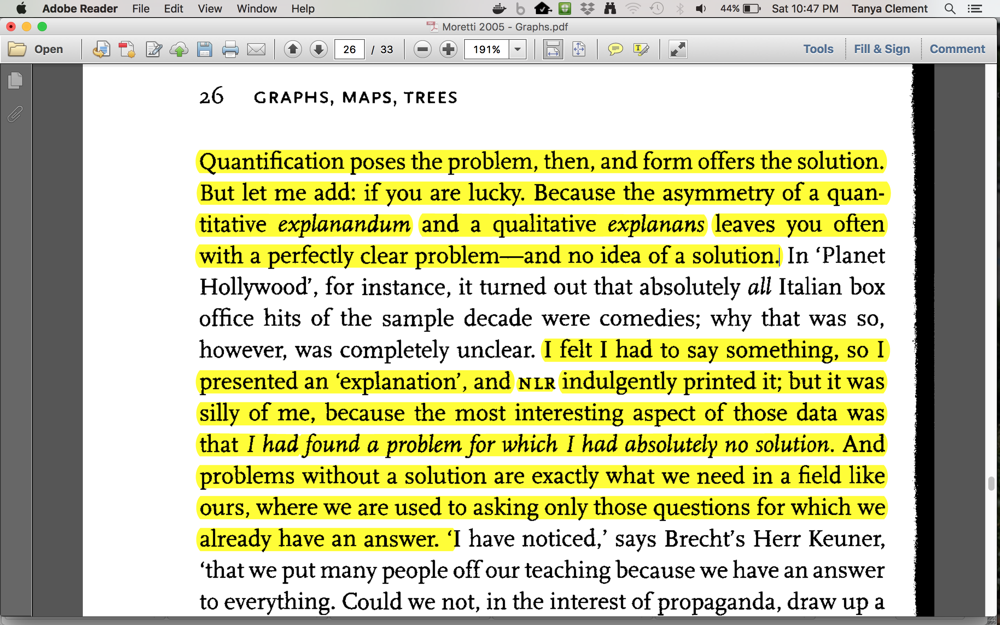 Adobe Reader File Edit View Window Help 44% Sat 10:47 PM Tanya Clement
Moretti 2005 - Graphs.pdf
Open 26 / 33 191% Tools Fill & Sign Comment
26 GRAPHS, MAPS, TREES
Quantification poses the problem, then, and form offers the solution.
But let me add: if you are lucky. Because the asymmetry of a quan-
titative explanandum and a qualitative explanans leaves you often
with a perfectly clear problem—and no idea of a solution. In ‘Planet
Hollywood’, for instance, it turned out that absolutely all Italian box
office hits of the sample decade were comedies; why that was so,
however, was completely unclear. I felt I had to say something, so I
presented an ‘explanation’, and NLR indulgently printed it; but it was
silly of me, because the most interesting aspect of those data was
that I had found a problem for which I had absolutely no solution. And
problems without a solution are exactly what we need in a field like
ours, where we are used to asking only those questions for which we
already have an answer. ‘I have noticed,’ says Brecht’s Herr Keuner,
‘that we put many people off our teaching because we have an answer
to everything. Could we not, in the interest of propaganda, draw up a